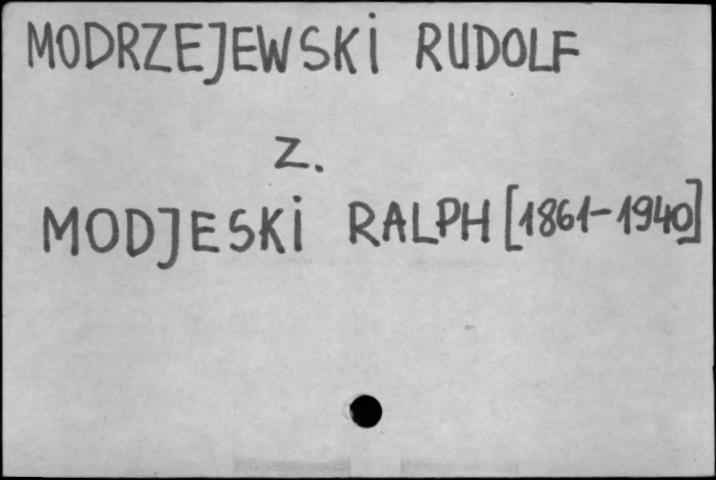 MODRZEJEWSKI RUDOLF
Z.
MODJESKI RALPH [1861-1940]